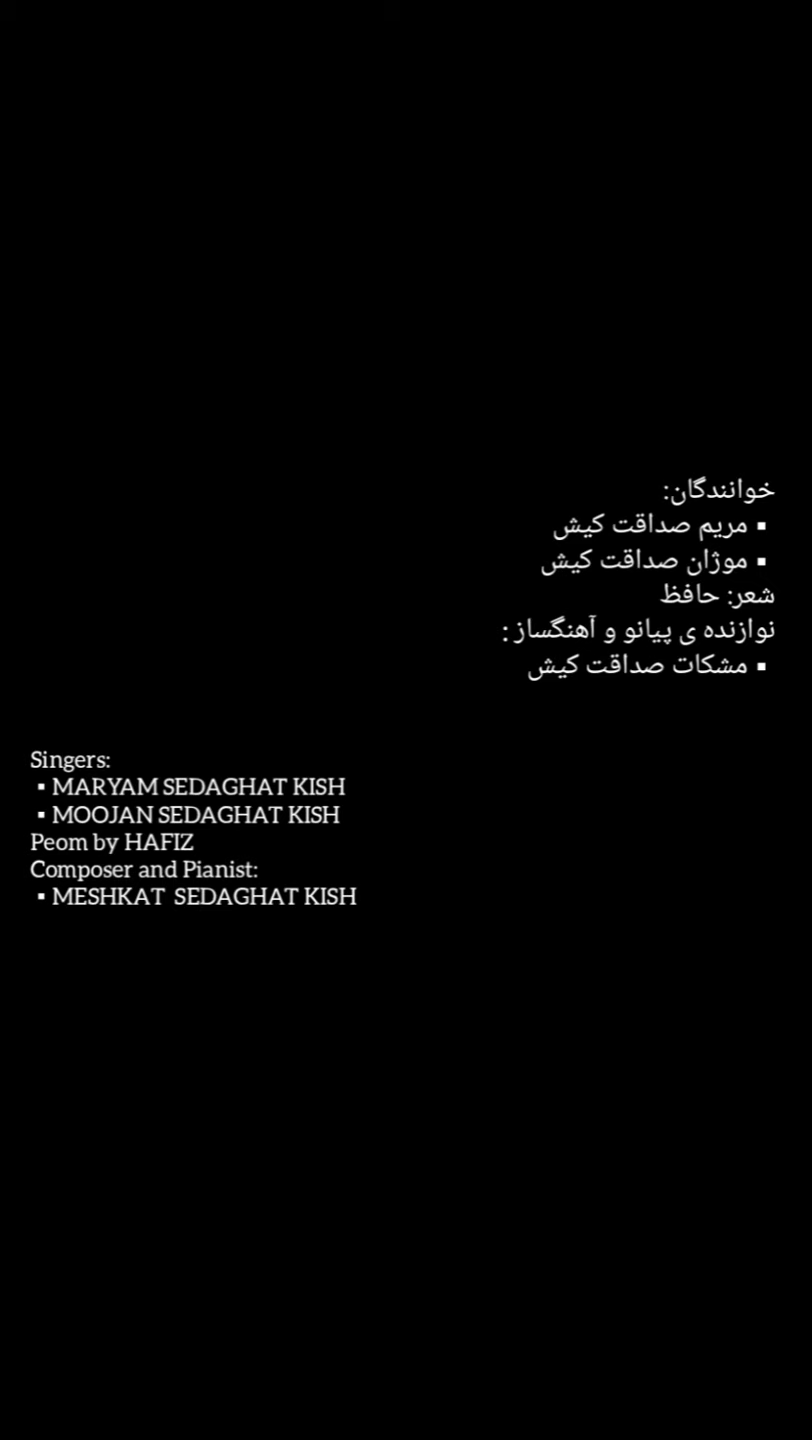 خوانندگان:
▪ مریم صداقت کیش
▪ موژان صداقت کیش
شعر: حافظ
نوازنده ی پیانو و آهنگساز :
▪ مشکات صداقت کیش
Singers:
▪ MARYAM SEDAGHAT KISH
▪ MOOJAN SEDAGHAT KISH
Peom by HAFIZ
Composer and Pianist:
▪ MESHKAT  SEDAGHAT KISH